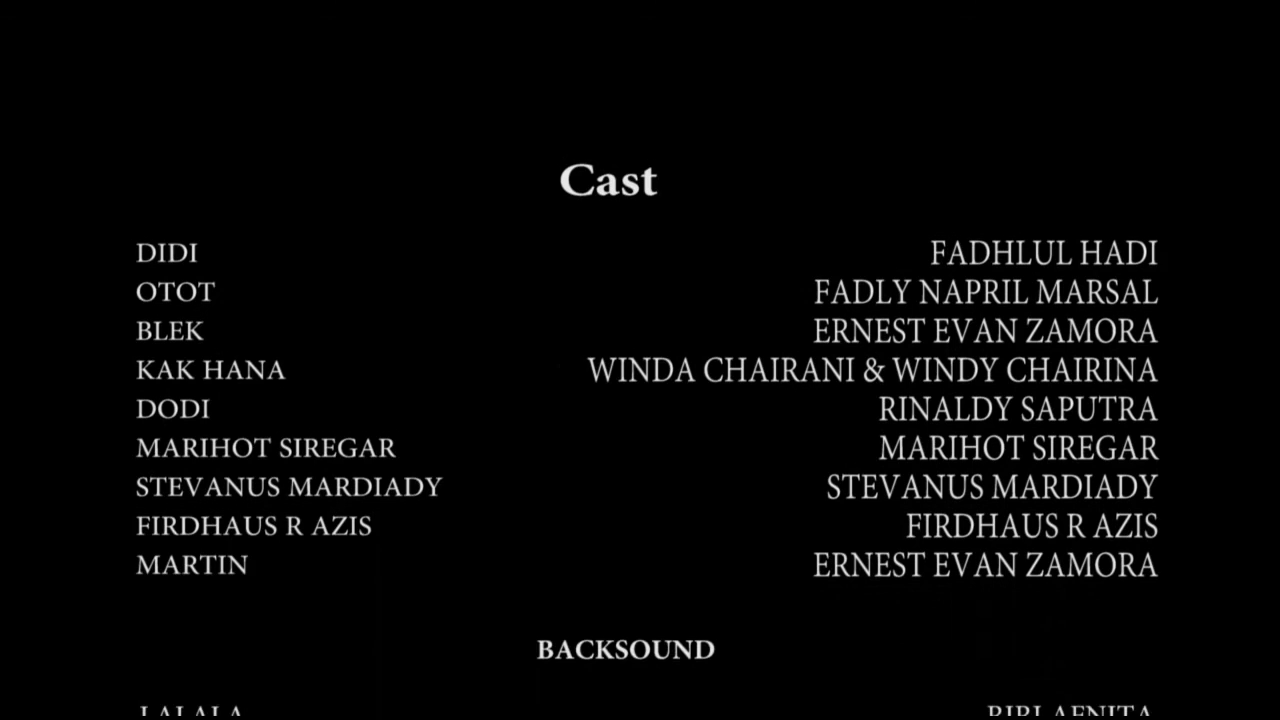 Cast
DIDI FADHLUL HADI
OTOT FADLY NAPRIL MARSAL
BLEK ERNEST EVAN ZAMORA
KAK HANA WINDA CHAIRANI & WINDY CHAIRINA
DODI RINALDY SAPUTRA
MARIHOT SIREGAR MARIHOT SIREGAR
STEVANUS MARDIADY STEVANUS MARDIADY
FIRDHAUS R AZIS FIRDHAUS R AZIS
MARTIN ERNEST EVAN ZAMORA
BACKSOUND
LALALA